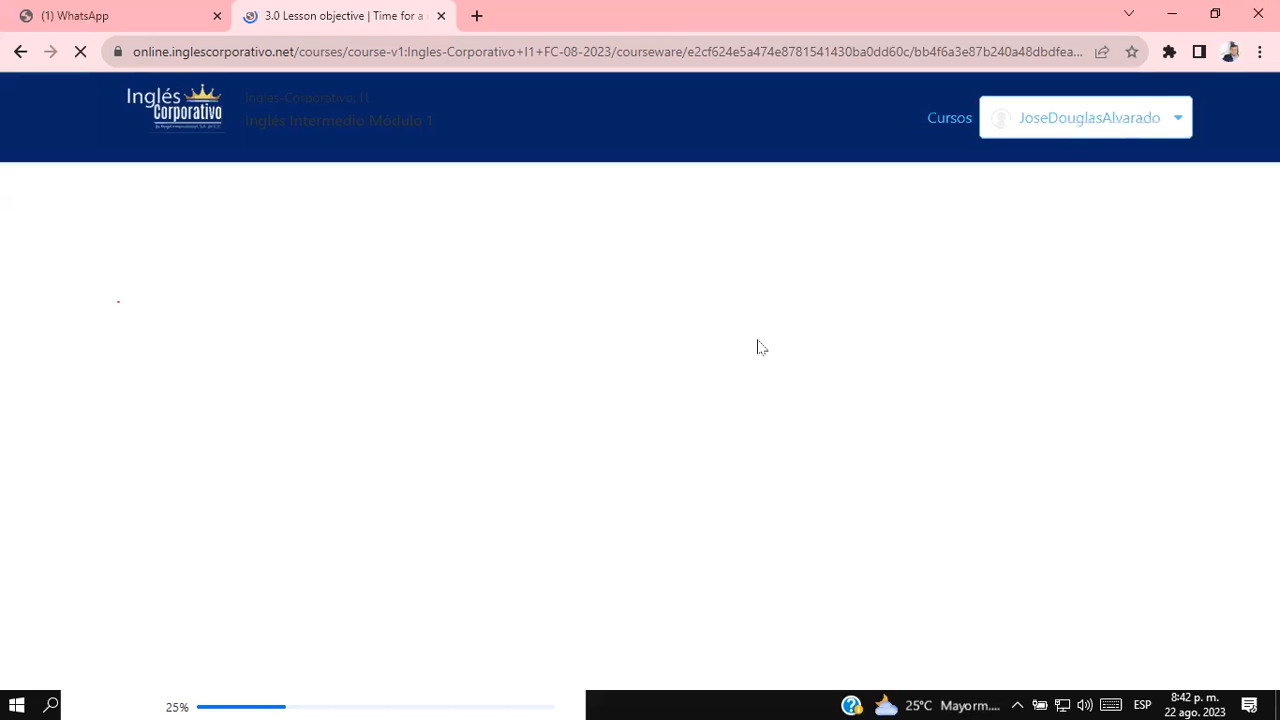 (1) WhatsApp
3.0 Lesson objective | Time for a
online.inglescorporativo.net/courses/course-v1:Ingles-Corporativo+I1+FC-08-2023/courseware/e2cf624e5a474e8781541430ba0dd60c/bb4f6a3e87b240a48dbdfea...
Inglés
Corporativo
Ingles-Corporativo: I1
Inglés Intermedio Módulo 1
Cursos
JoseDouglasAlvarado
25%
25°C Mayorm....
ESP
8:42 p. m.
22 ago. 2023